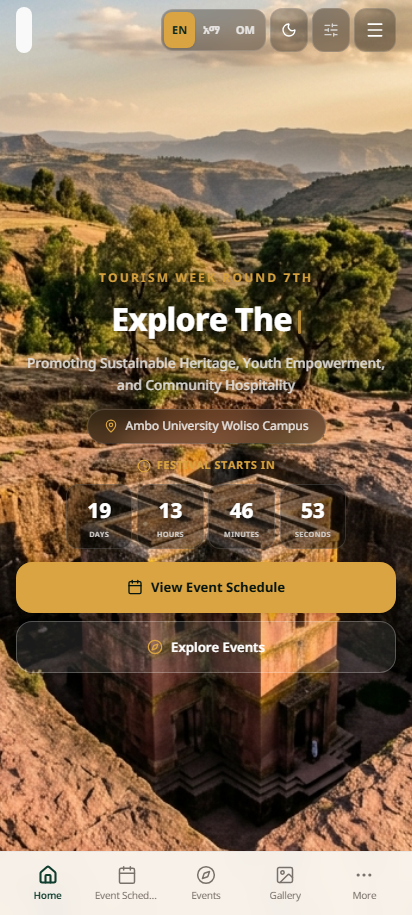 EN አማ OM
TOURISM WEEK ROUND 7TH
Explore The
Promoting Sustainable Heritage, Youth Empowerment,
and Community Hospitality
Ambo University Woliso Campus
FESTIVAL STARTS IN
19 13 46 53
DAYS HOURS MINUTES SECONDS
View Event Schedule
Explore Events
Home Event Sched... Events Gallery More